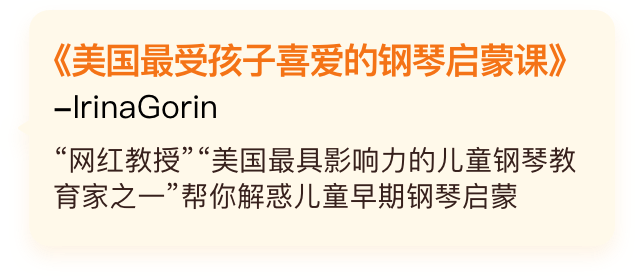 《美国最受孩子喜爱的钢琴启蒙课》
–IrinaGorin
“网红教授”“美国最具影响力的儿童钢琴教
育家之一”帮你解惑儿童早期钢琴启蒙